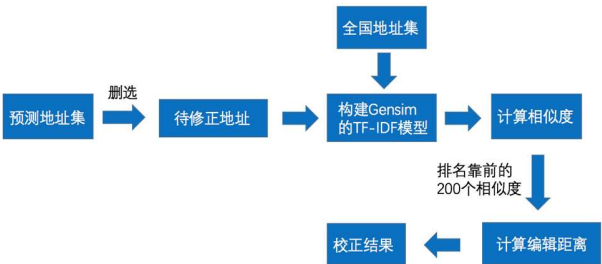 全国地址集
删选
预测地址集
待修正地址
构建Gensim
的TF-IDF模型
计算相似度
排名靠前的
200个相似度
校正结果
计算编辑距离